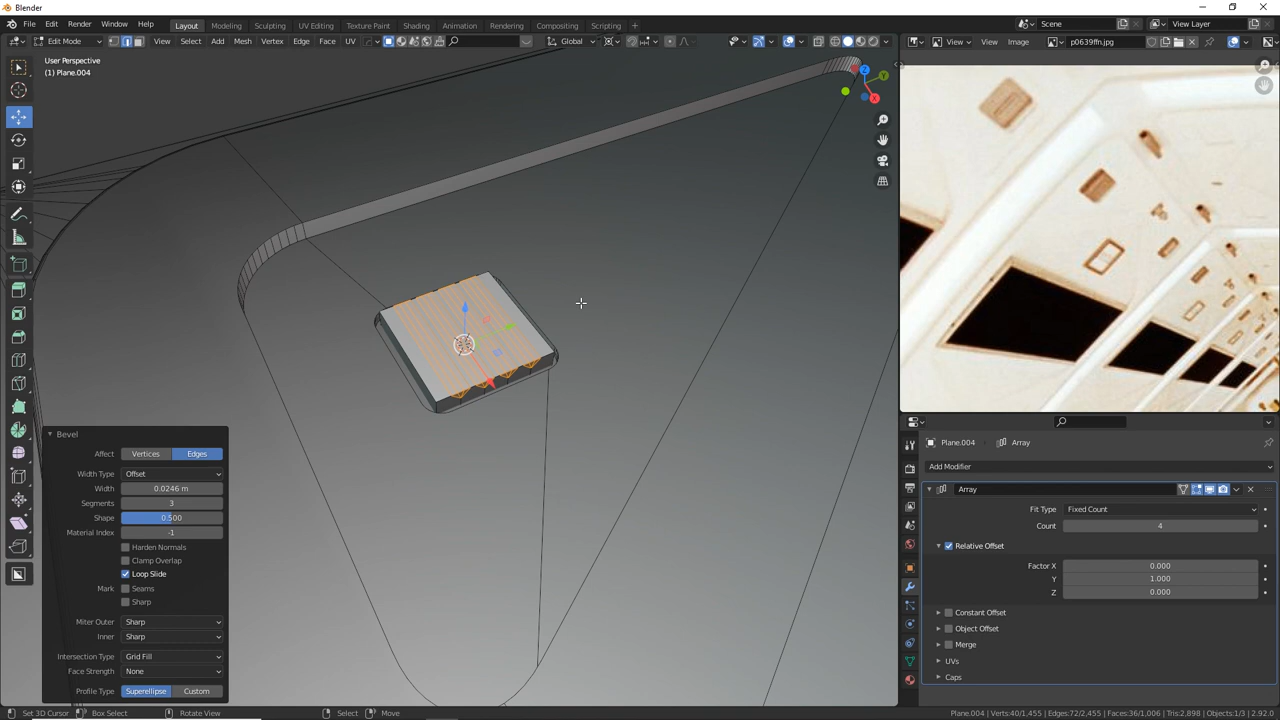 Blender
File Edit Render Window Help Layout Modeling Sculpting UV Editing Texture Paint Shading Animation Rendering Compositing Scripting + Scene View Layer
Edit Mode View Select Add Mesh Vertex Edge Face UV Global View View Image p0639ffn.jpg
User Perspective
(1) Plane.004
Z
Y
X
Bevel
Affect Vertices Edges
Width Type Offset
Width 0.0246 m
Segments 3
Shape 0.500
Material Index -1
Harden Normals
Clamp Overlap
Loop Slide
Mark Seams
Sharp
Miter Outer Sharp
Inner Sharp
Intersection Type Grid Fill
Face Strength None
Profile Type Superellipse Custom
Plane.004 Array
Add Modifier
Array
Fit Type Fixed Count
Count 4
Relative Offset
Factor X 0.000
Y 1.000
Z 0.000
Constant Offset
Object Offset
Merge
UVs
Caps
Set 3D Cursor Box Select Rotate View Select Move Plane.004 | Verts:40/1,455 | Edges:72/2,455 | Faces:36/1,006 | Tris:2,898 | Objects:1/3 | 2.92.0